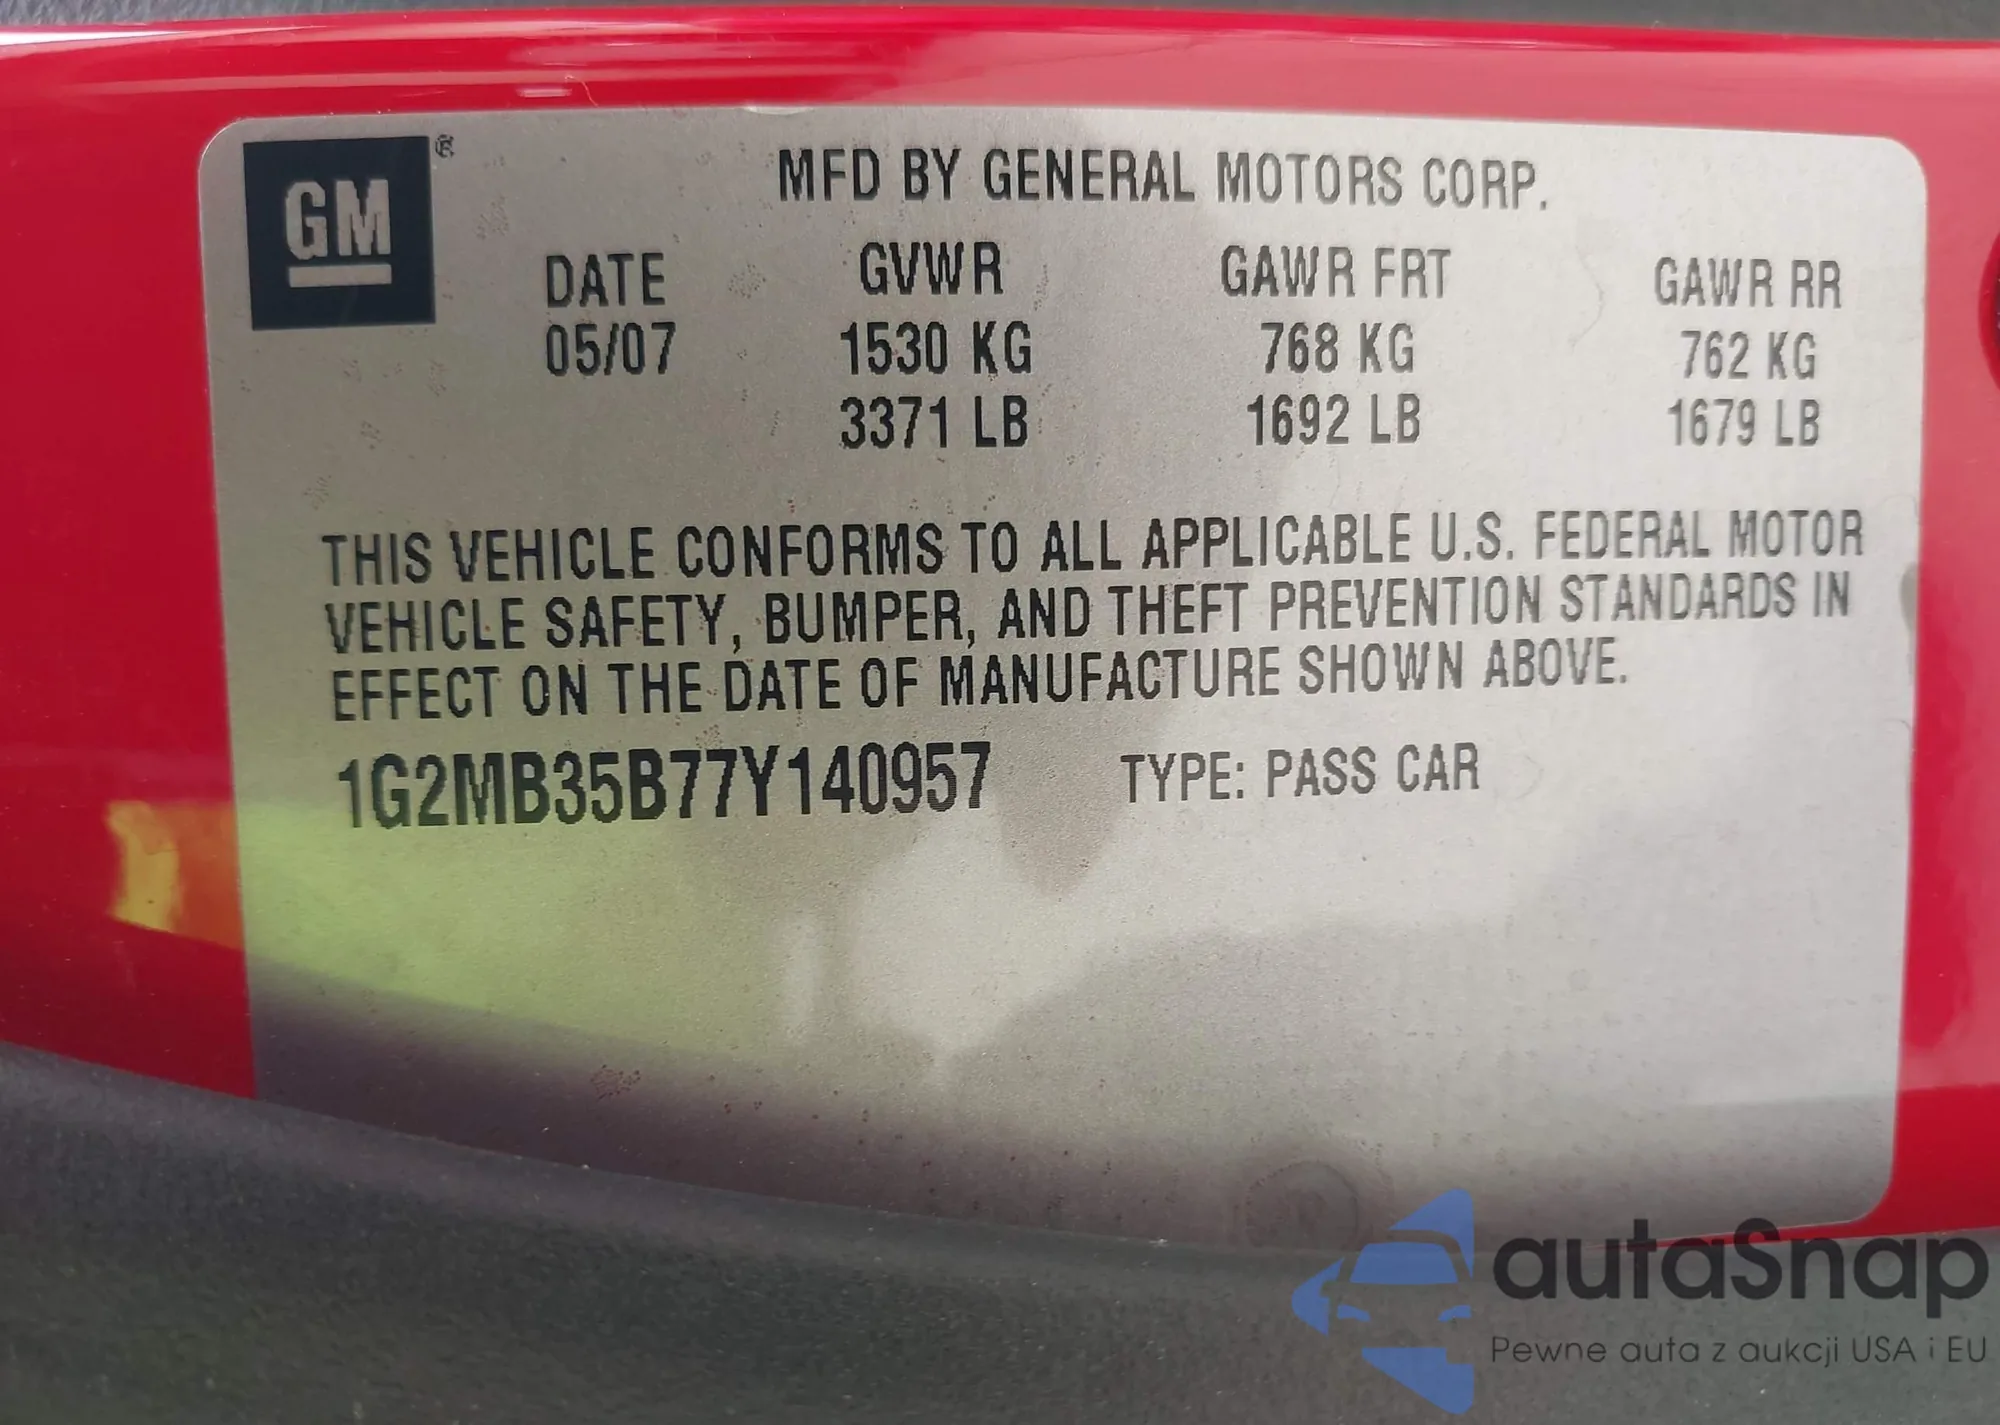 GM ®
MFD BY GENERAL MOTORS CORP.
DATE GVWR GAWR FRT GAWR RR
05/07 1530 KG 768 KG 762 KG
3371 LB 1692 LB 1679 LB
THIS VEHICLE CONFORMS TO ALL APPLICABLE U.S. FEDERAL MOTOR
VEHICLE SAFETY, BUMPER, AND THEFT PREVENTION STANDARDS IN
EFFECT ON THE DATE OF MANUFACTURE SHOWN ABOVE.
1G2MB35B77Y140957 TYPE: PASS CAR
autaSnap
Pewne auta z aukcji USA i EU